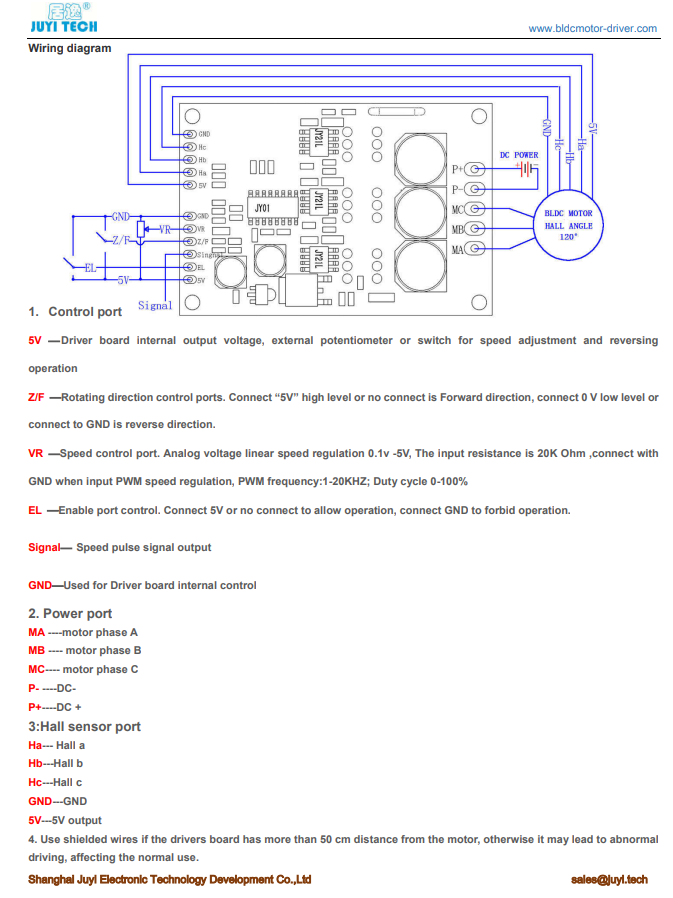 居逸®
JUYI TECH
www.bldcmotor-driver.com
Wiring diagram
GND
Hc
Hb
Ha
5V
GND
VR
Z/F
Singnal
EL
5V
GND
VR
Z/F
EL
5V
Signal
JY01
JY21L
JY21L
JY21L
P+
P-
MC
MB
MA
DC POWER
+ -
GND
Hc
Hb
Ha
5V
BLDC MOTOR
HALL ANGLE
120°
1. Control port
5V —Driver board internal output voltage, external potentiometer or switch for speed adjustment and reversing
operation
Z/F —Rotating direction control ports. Connect “5V” high level or no connect is Forward direction, connect 0 V low level or
connect to GND is reverse direction.
VR —Speed control port. Analog voltage linear speed regulation 0.1v -5V, The input resistance is 20K Ohm ,connect with
GND when input PWM speed regulation, PWM frequency:1-20KHZ; Duty cycle 0-100%
EL —Enable port control. Connect 5V or no connect to allow operation, connect GND to forbid operation.
Signal— Speed pulse signal output
GND—Used for Driver board internal control
2. Power port
MA ----motor phase A
MB ---- motor phase B
MC---- motor phase C
P- ----DC-
P+----DC +
3:Hall sensor port
Ha--- Hall a
Hb---Hall b
Hc---Hall c
GND---GND
5V---5V output
4. Use shielded wires if the drivers board has more than 50 cm distance from the motor, otherwise it may lead to abnormal
driving, affecting the normal use.
Shanghai Juyi Electronic Technology Development Co.,Ltd
sales@juyi.tech